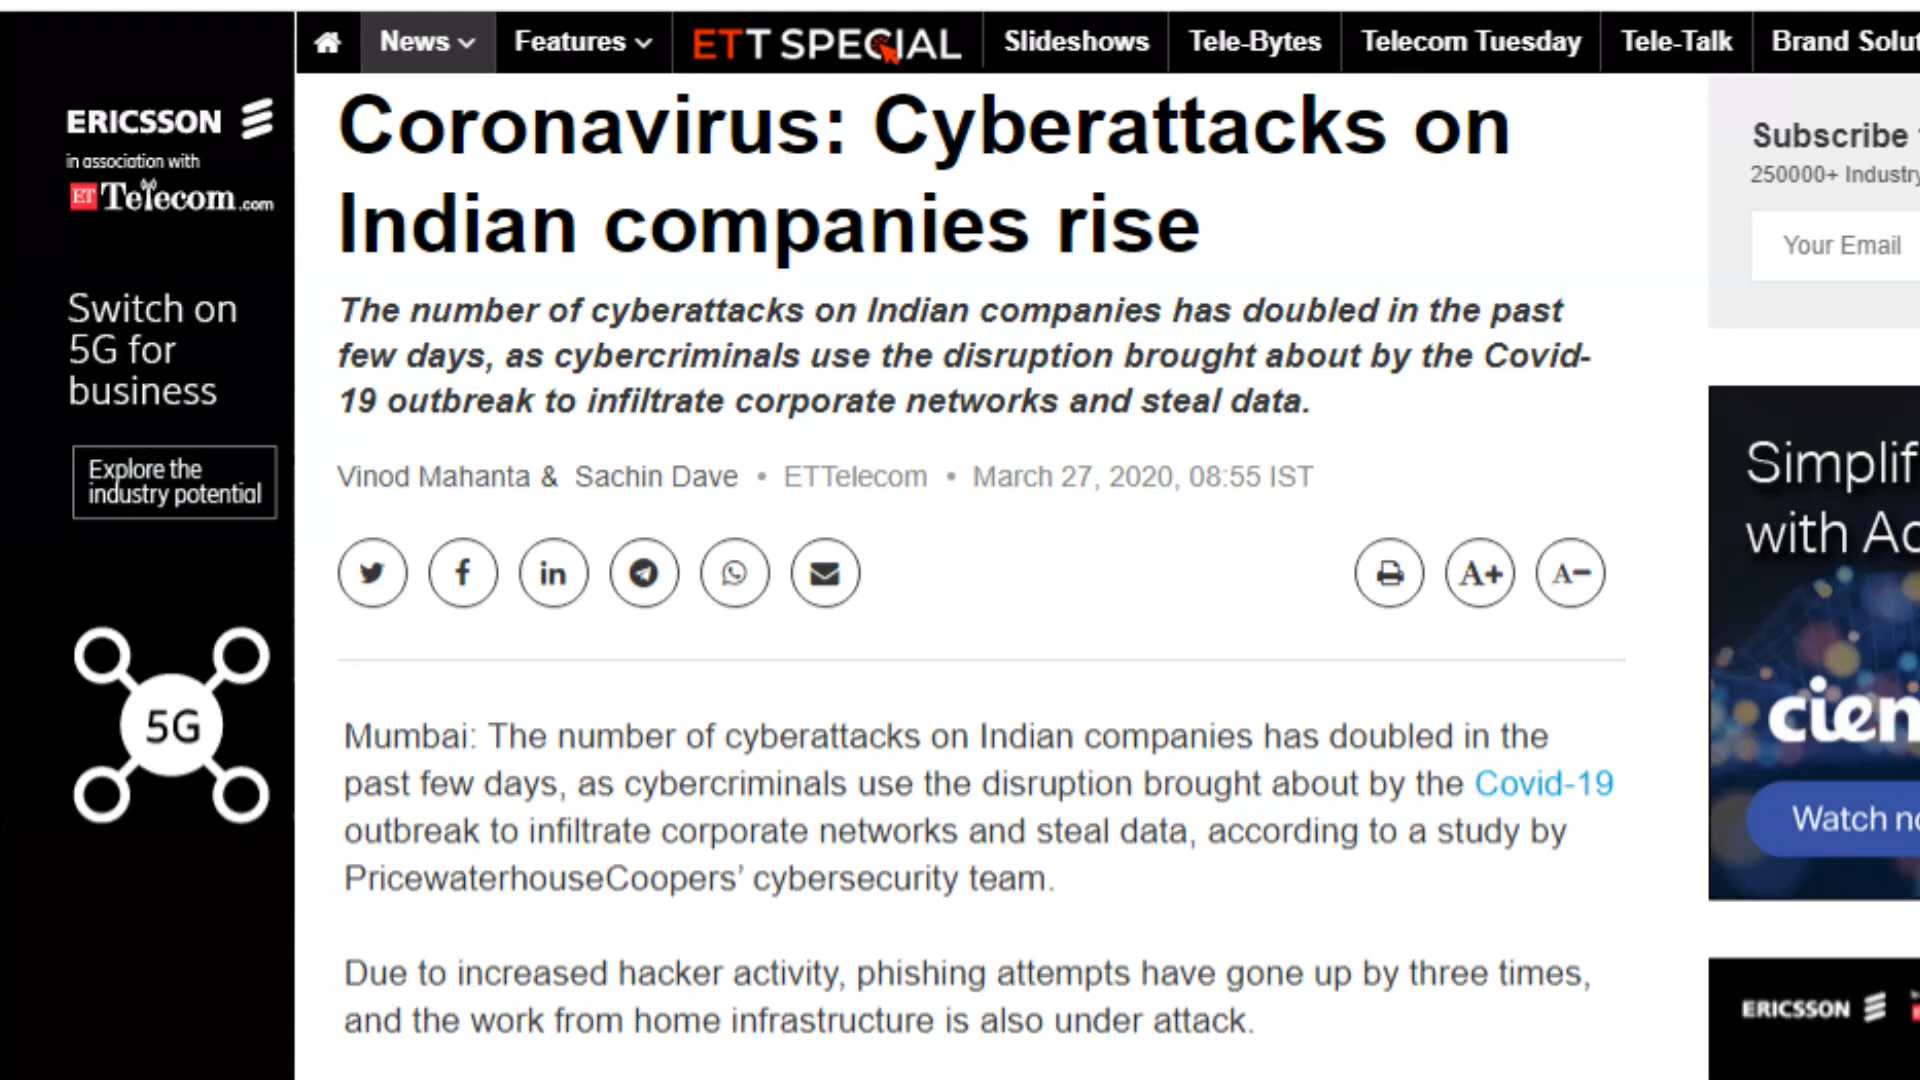 News
Features
ETT SPECIAL
Slideshows
Tele-Bytes
Telecom Tuesday
Tele-Talk
Brand
ERICSSON
in association with
ET Telecom.com
Switch on
5G for
business
Explore the
industry potential
5G
Coronavirus: Cyberattacks on
Indian companies rise
The number of cyberattacks on Indian companies has doubled in the past
few days, as cybercriminals use the disruption brought about by the Covid-
19 outbreak to infiltrate corporate networks and steal data.
Vinod Mahanta & Sachin Dave • ETTelecom • March 27, 2020, 08:55 IST
A+
A-
Mumbai: The number of cyberattacks on Indian companies has doubled in the
past few days, as cybercriminals use the disruption brought about by the Covid-19
outbreak to infiltrate corporate networks and steal data, according to a study by
PricewaterhouseCoopers’ cybersecurity team.
Due to increased hacker activity, phishing attempts have gone up by three times,
and the work from home infrastructure is also under attack.
Subscribe
250000+ Industry
Your Email
with
Watch
ERICSSON